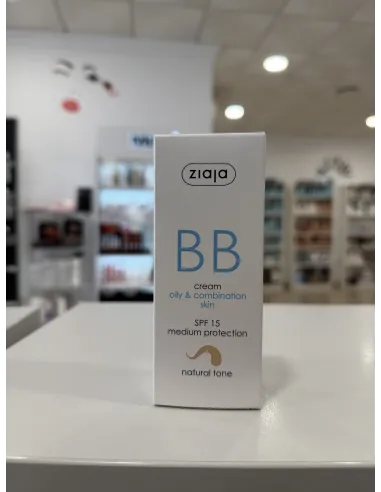 ziaja
BB
cream
oily & combination
skin
SPF 15
medium protection
natural tone